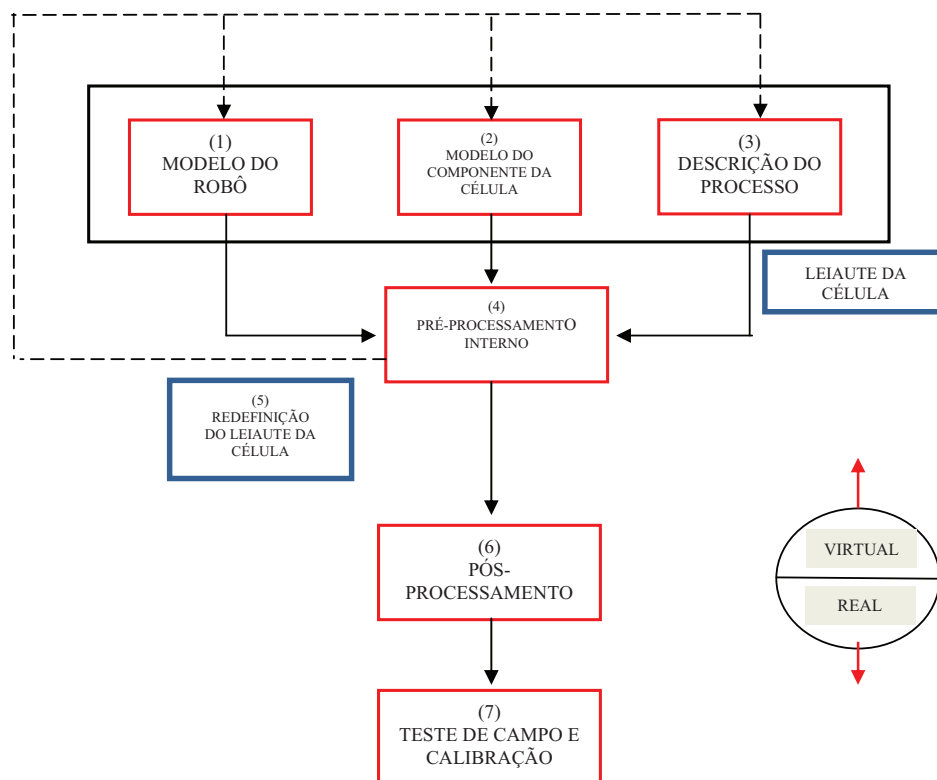 (1)
MODELO DO
ROBÔ
(2)
MODELO DO
COMPONENTE DA
CÉLULA
(3)
DESCRIÇÃO DO
PROCESSO
LEIAUTE DA
CÉLULA
(4)
PRÉ-PROCESSAMENTO
INTERNO
(5)
REDEFINIÇÃO
DO LEIAUTE DA
CÉLULA
(6)
PÓS-
PROCESSAMENTO
VIRTUAL
REAL
(7)
TESTE DE CAMPO E
CALIBRAÇÃO